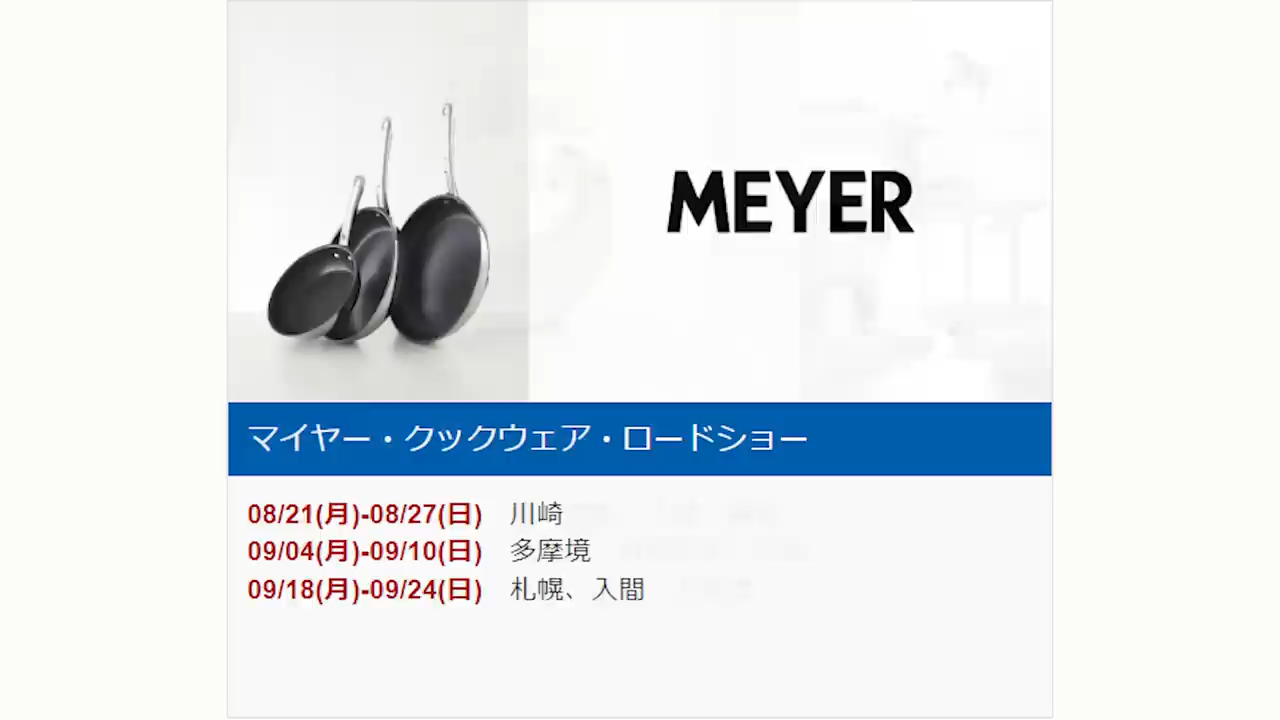 MEYER
マイヤー・クックウェア・ロードショー
08/21(月)-08/27(日) 川崎
09/04(月)-09/10(日) 多摩境
09/18(月)-09/24(日) 札幌、入間